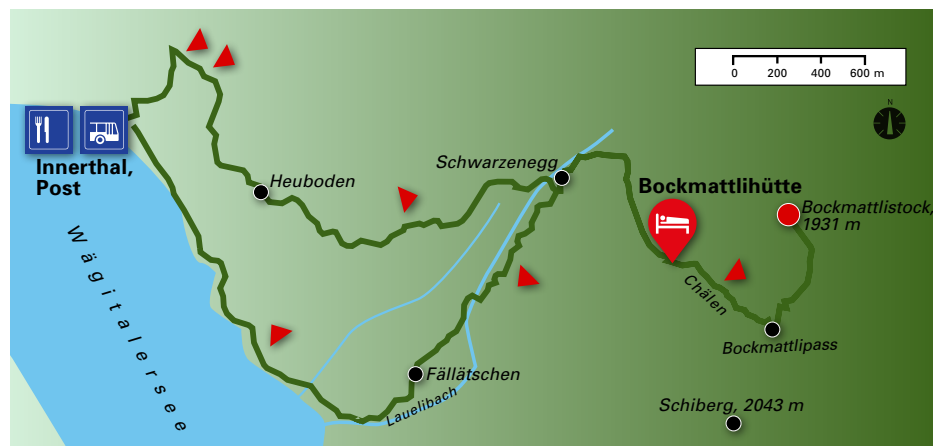 0 200 400 600 m
N
Innerthal,
Post
Heuboden
Schwarzenegg
Bockmattlihütte
Bockmattlistock,
1931 m
Wägitalersee
Chälen
Bockmattlipass
Fällätschen
Lauelibach
Schiberg, 2043 m